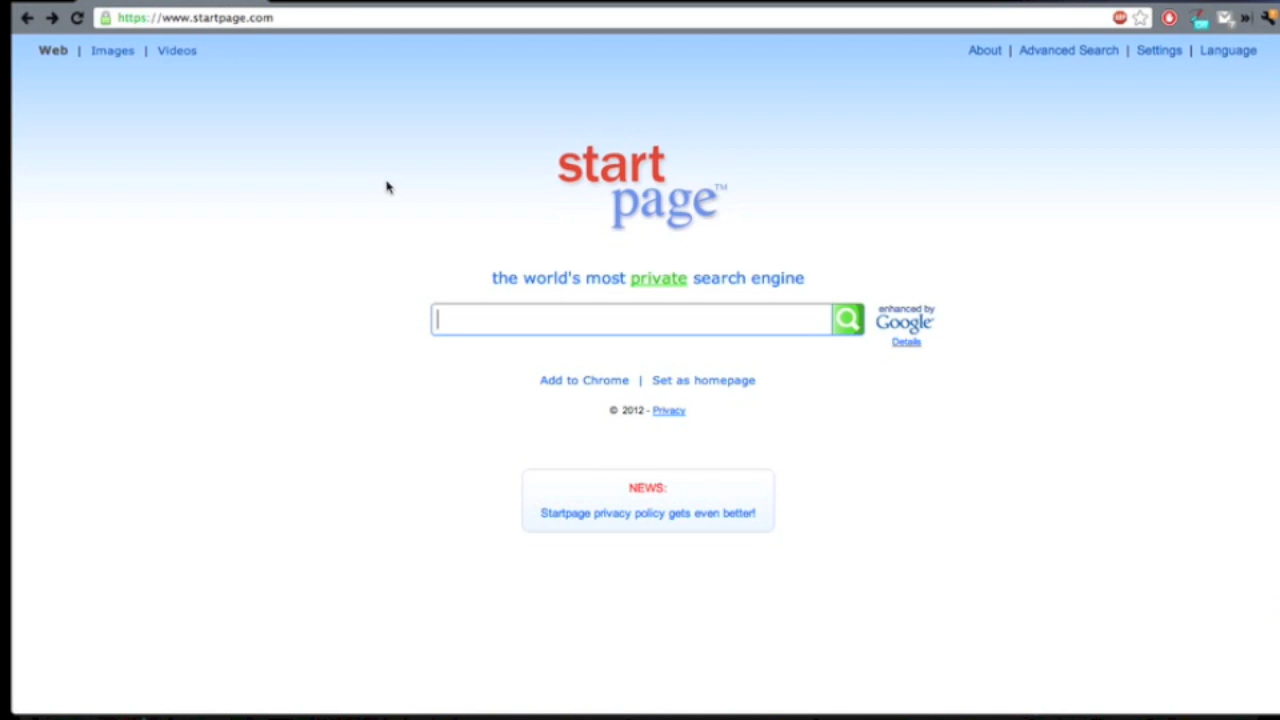 https://www.startpage.com
Web | Images | Videos
About | Advanced Search | Settings | Language
start
page™
the world's most private search engine
enhanced by
Google
Details
Add to Chrome | Set as homepage
© 2012 - Privacy
NEWS:
Startpage privacy policy gets even better!